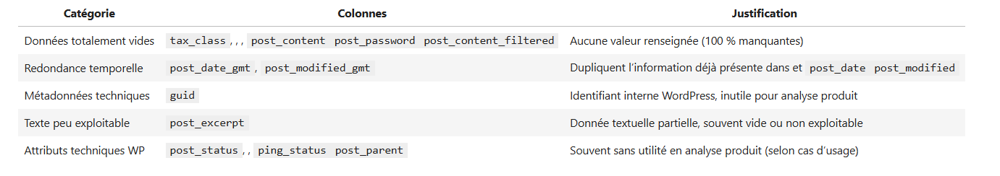 Catégorie Colonnes Justification
Données totalement vides tax_class, , , post_content post_password post_content_filtered Aucune valeur renseignée (100 % manquantes)
Redondance temporelle post_date_gmt, post_modified_gmt Dupliquent l’information déjà présente dans et post_date post_modified
Métadonnées techniques guid Identifiant interne WordPress, inutile pour analyse produit
Texte peu exploitable post_excerpt Donnée textuelle partielle, souvent vide ou non exploitable
Attributs techniques WP post_status, , ping_status post_parent Souvent sans utilité en analyse produit (selon cas d’usage)